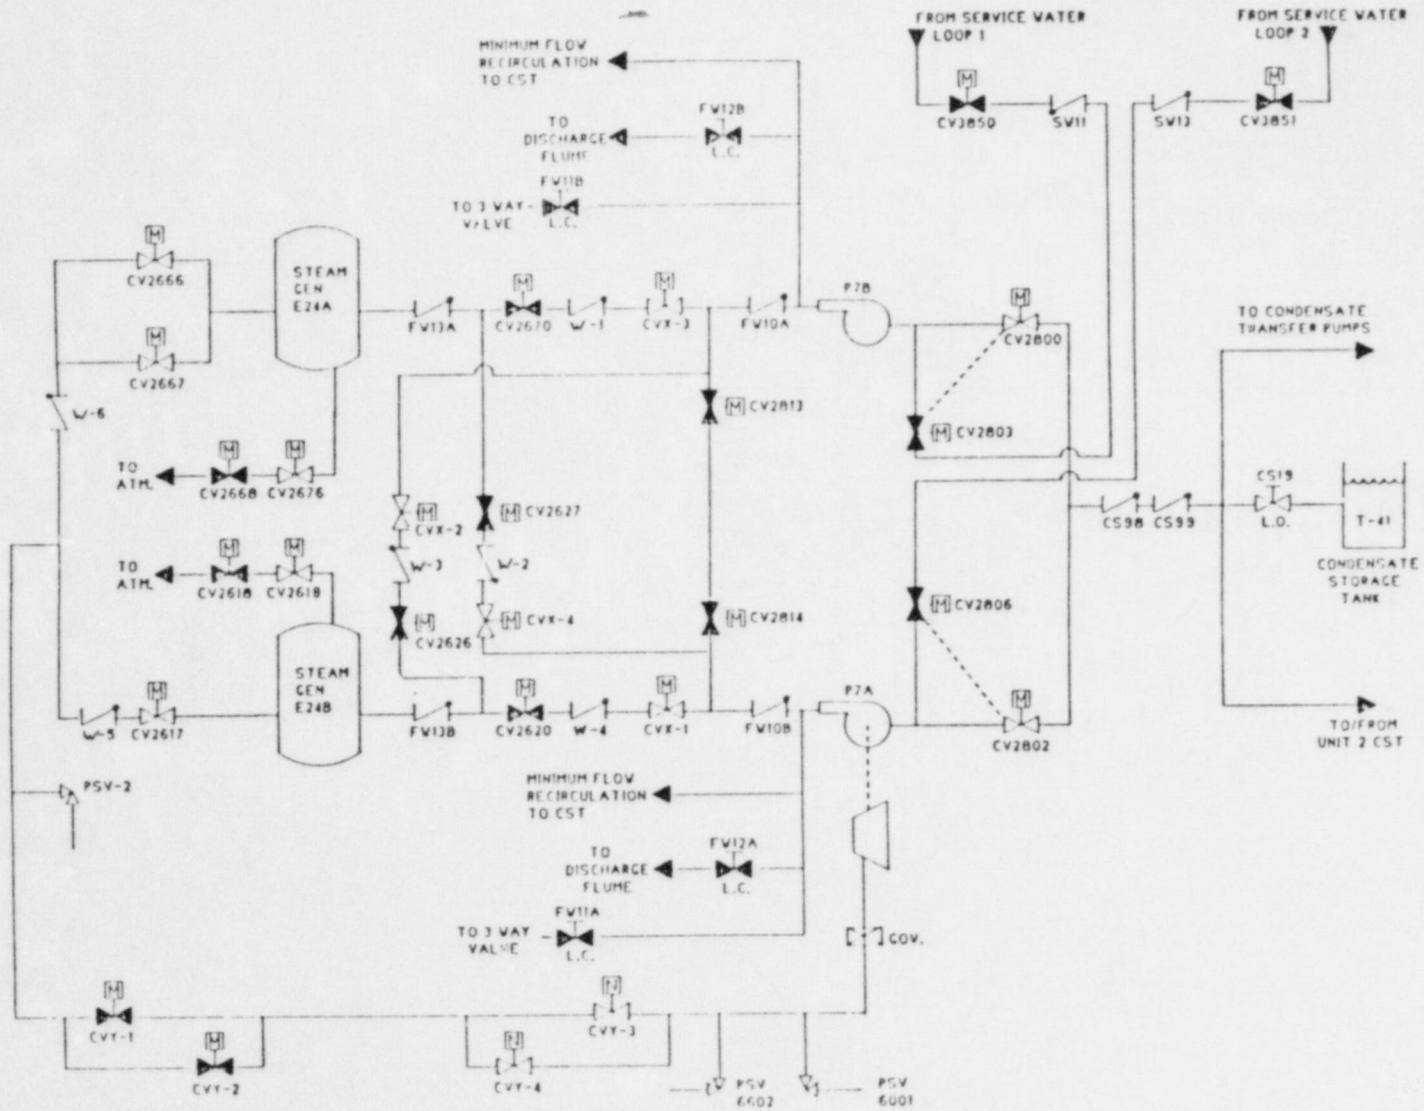 FROM SERVICE WATER
LOOP 1
FROM SERVICE WATER
LOOP 2
MINIMUM FLOW
RECIRCULATION
TO CST
M
CV3850
SW11
SW13
M
CV3851
TO
DISCHARGE
FLUME
FW12B
L.C.
TO 3 WAY
VALVE
FW11B
L.C.
M
CV2666
M
CV2667
W-6
STEAM
GEN
E24A
FW13A
M
CV2670
W-1
M
CVX-3
FW10A
P7B
M
CV2800
TO CONDENSATE
TRANSFER PUMPS
M CV2813
M CV2803
TO
ATM.
M
CV2668
M
CV2676
M
CVX-2
M CV2627
W-3
W-2
CS98
CS99
CS19
L.O.
T-41
CONDENSATE
STORAGE
TANK
TO
ATM.
M
CV2618
M
CV2618
M
CV2626
M CVX-4
M CV2814
M CV2806
STEAM
GEN
E24B
W-5
M
CV2617
FW13B
M
CV2620
W-4
M
CVX-1
FW10B
P7A
M
CV2802
TO/FROM
UNIT 2 CST
PSV-2
MINIMUM FLOW
RECIRCULATION
TO CST
TO
DISCHARGE
FLUME
FW12A
L.C.
TO 3 WAY
VALVE
FW11A
L.C.
GOV.
M
CVY-1
M
CVY-2
N
CVY-3
N
CVY-4
PSV
6602
PSV
6001